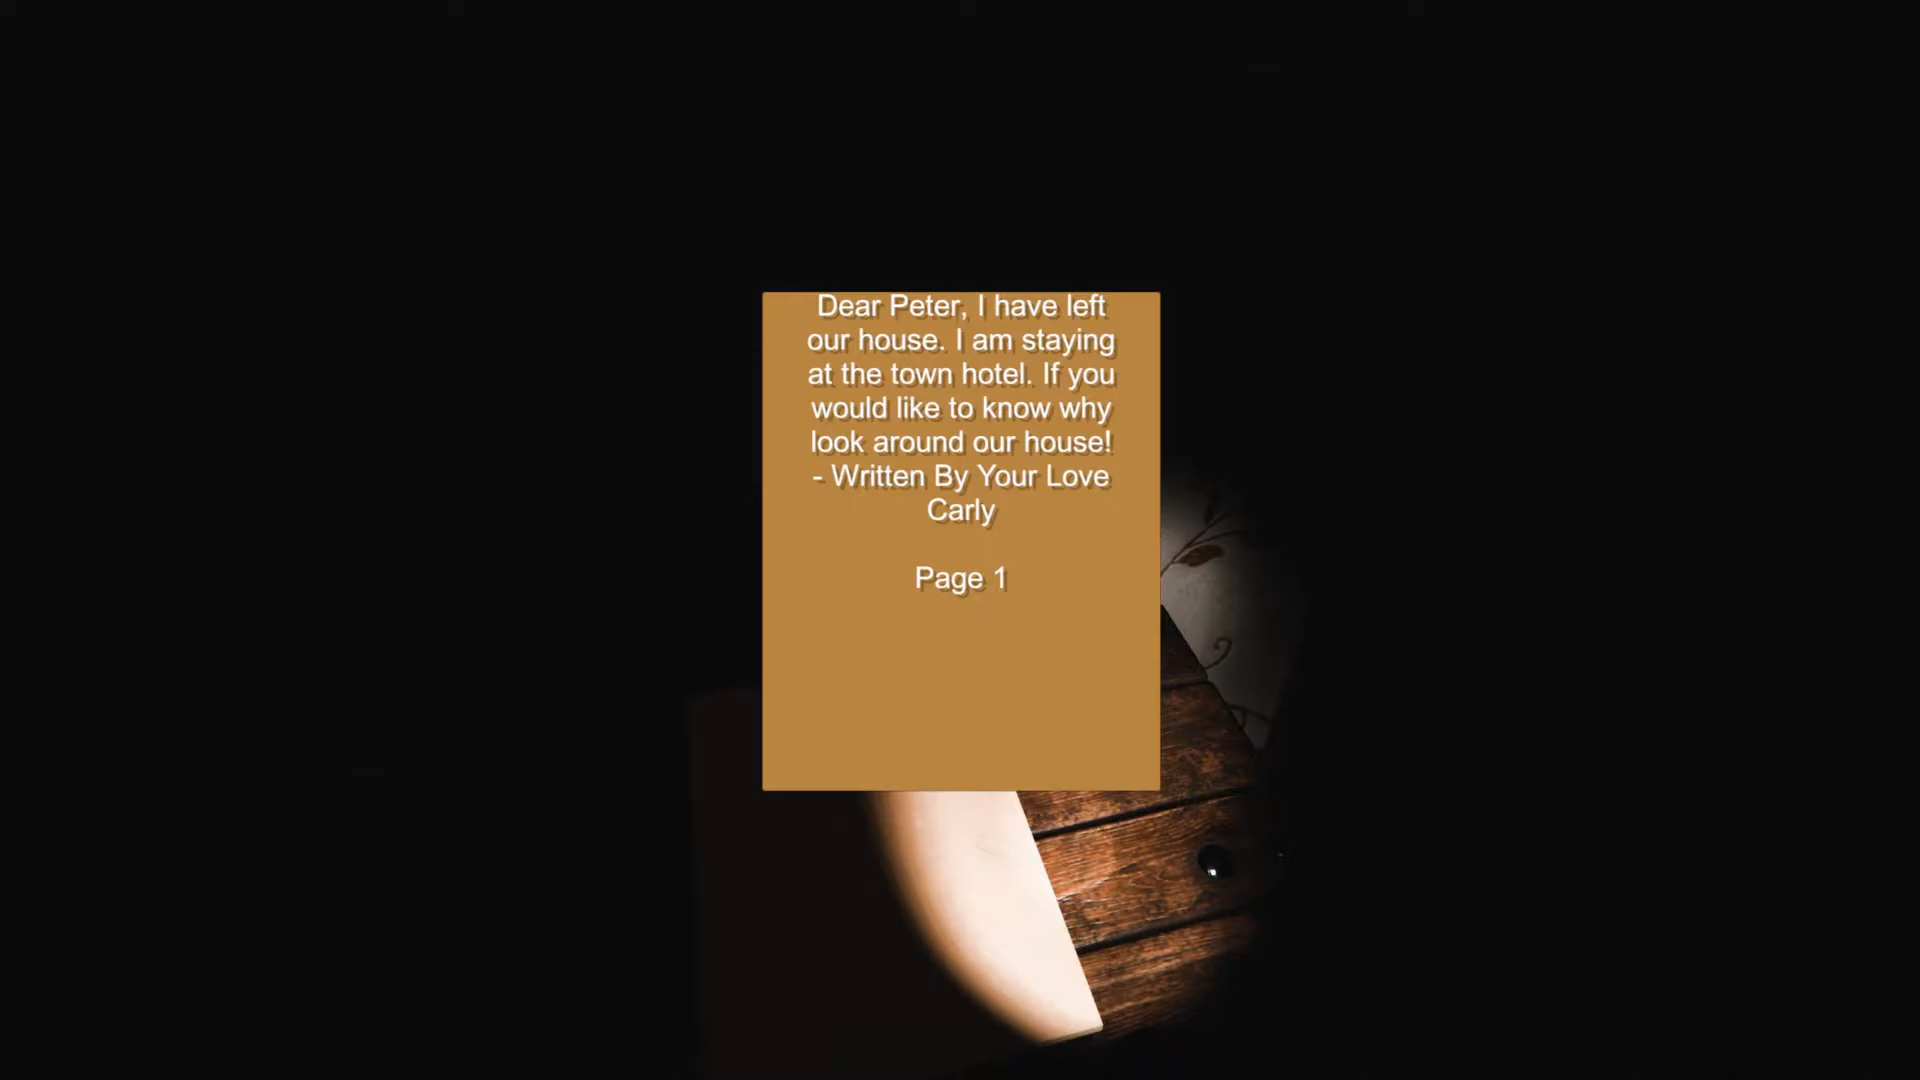 Dear Peter, I have left
our house. I am staying
at the town hotel. If you
would like to know why
look around our house!
- Written By Your Love
Carly
Page 1